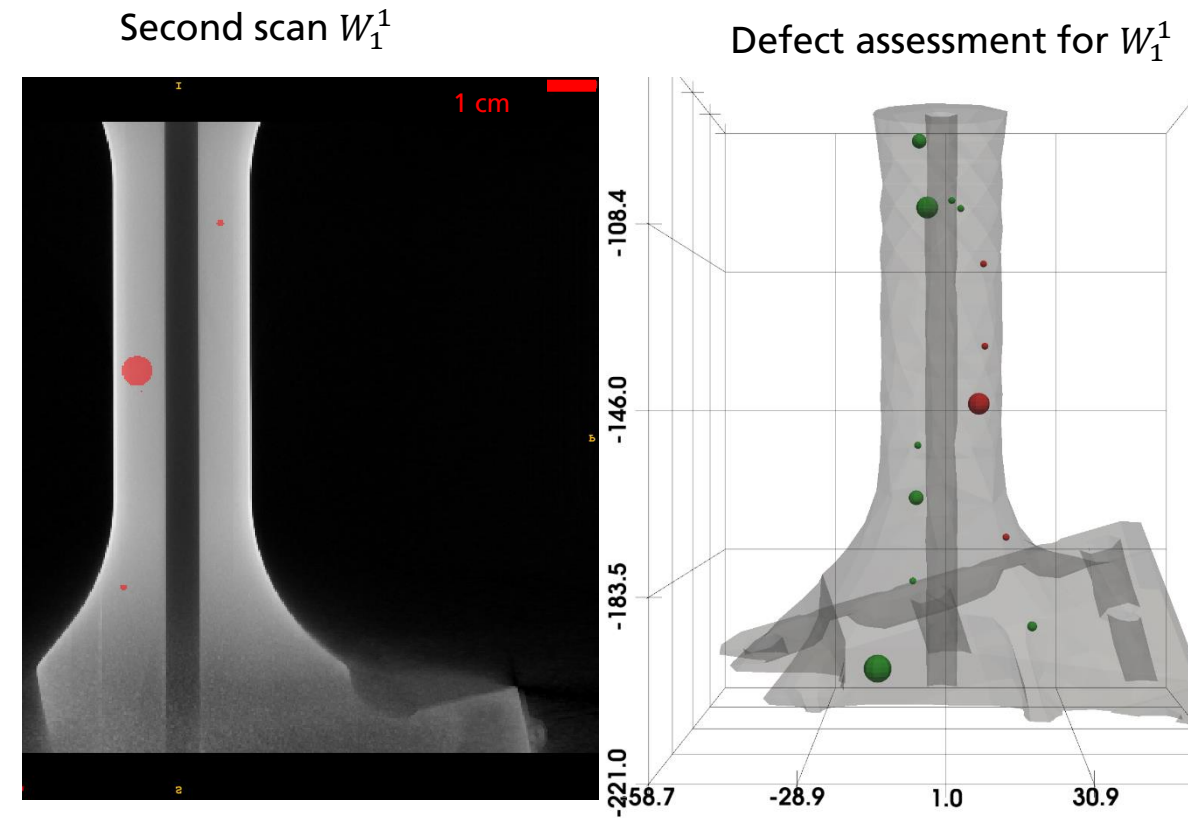 Second scan W₁¹
Defect assessment for W₁¹
1 cm
I
P
S
-108.4
-146.0
-183.5
-221.0
-58.7
-28.9
1.0
30.9